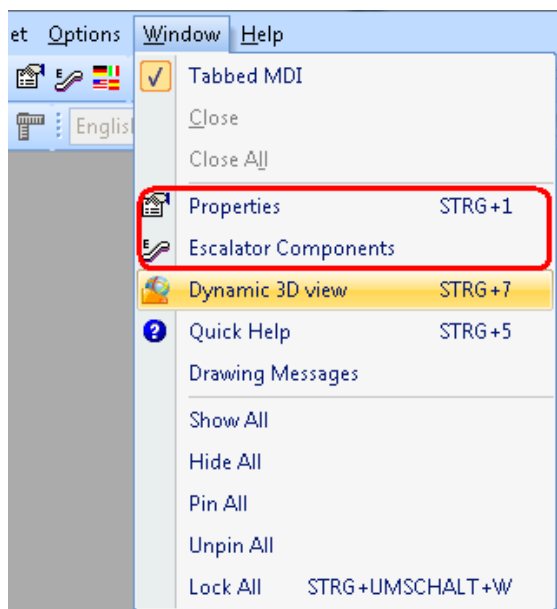 et Options Window Help
Tabbed MDI
English
Close
Close All
Properties STRG+1
Escalator Components
Dynamic 3D view STRG+7
Quick Help STRG+5
Drawing Messages
Show All
Hide All
Pin All
Unpin All
Lock All STRG+UMSCHALT+W